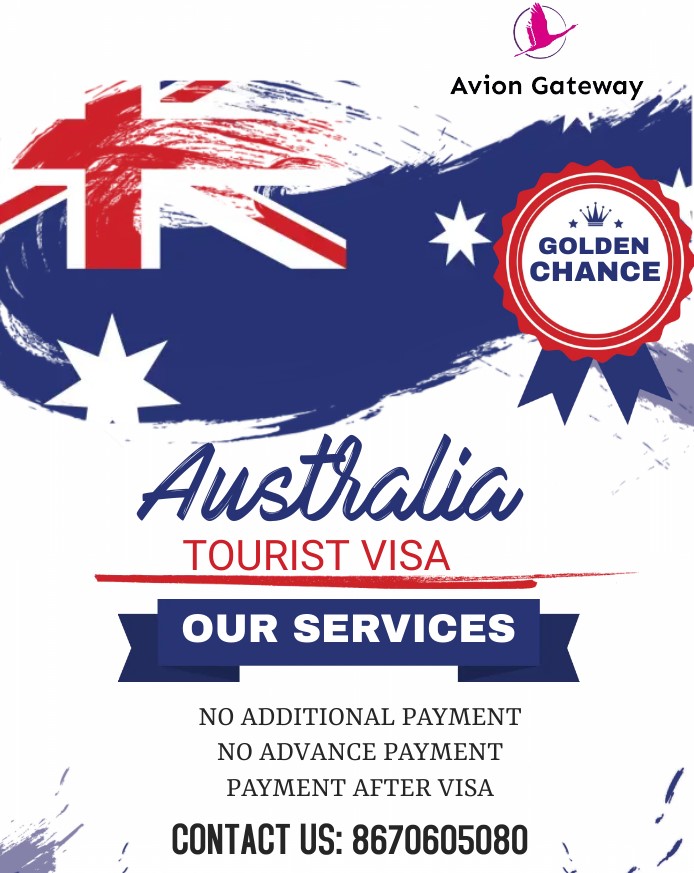 Avion Gateway
GOLDEN
CHANCE
Australia
TOURIST VISA
OUR SERVICES
NO ADDITIONAL PAYMENT
NO ADVANCE PAYMENT
PAYMENT AFTER VISA
CONTACT US: 8670605080